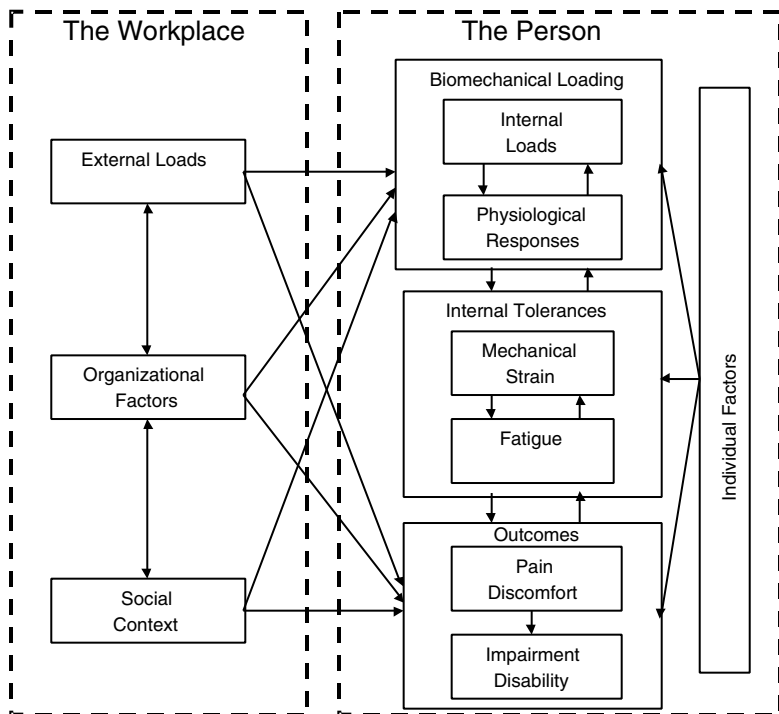 The Workplace
External Loads
Organizational
Factors
Social
Context
The Person
Biomechanical Loading
Internal
Loads
Physiological
Responses
Internal Tolerances
Mechanical
Strain
Fatigue
Outcomes
Pain
Discomfort
Impairment
Disability
Individual Factors